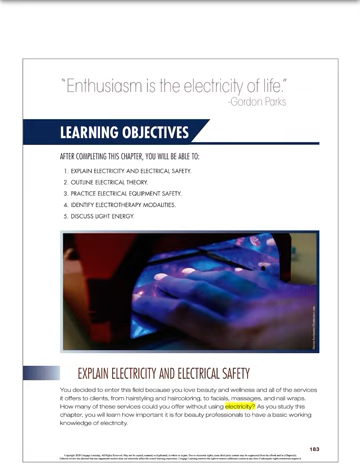 "Enthusiasm is the electricity of life."
-Gordon Parks
LEARNING OBJECTIVES
AFTER COMPLETING THIS CHAPTER, YOU WILL BE ABLE TO:
1. EXPLAIN ELECTRICITY AND ELECTRICAL SAFETY.
2. OUTLINE ELECTRICAL THEORY.
3. PRACTICE ELECTRICAL EQUIPMENT SAFETY.
4. IDENTIFY ELECTROTHERAPY MODALITIES.
5. DISCUSS LIGHT ENERGY.
EXPLAIN ELECTRICITY AND ELECTRICAL SAFETY
You decided to enter this field because you love beauty and wellness and all of the services
it offers to clients, from hairstyling and haircoloring, to facials, massages, and nail wraps.
How many of these services could you offer without using electricity? As you study this
chapter, you will learn how important it is for beauty professionals to have a basic working
knowledge of electricity.
183